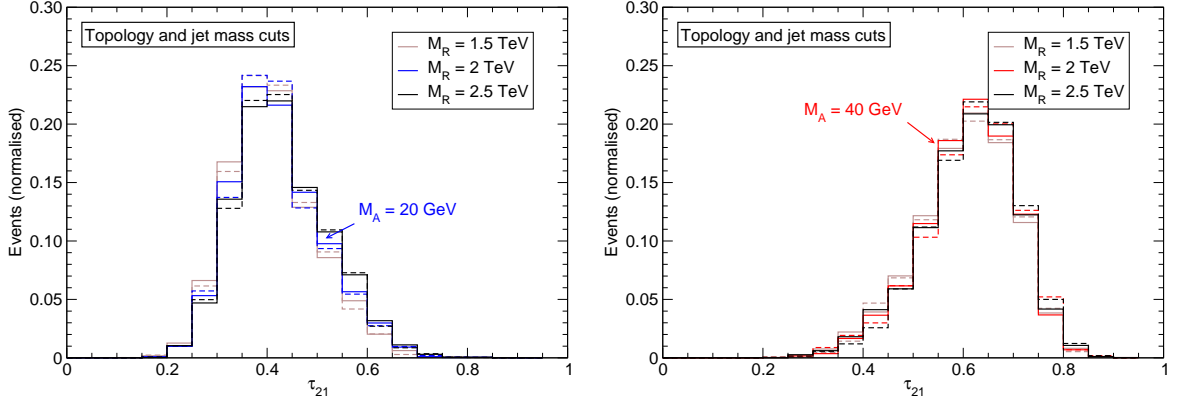 Topology and jet mass cuts
M_R = 1.5 TeV
M_R = 2 TeV
M_R = 2.5 TeV
M_A = 20 GeV
Events (normalised)
0.30
0.25
0.20
0.15
0.10
0.05
0.00
0 0.2 0.4 0.6 0.8 1
τ_21
Topology and jet mass cuts
M_R = 1.5 TeV
M_R = 2 TeV
M_R = 2.5 TeV
M_A = 40 GeV
Events (normalised)
0.30
0.25
0.20
0.15
0.10
0.05
0.00
0 0.2 0.4 0.6 0.8 1
τ_21